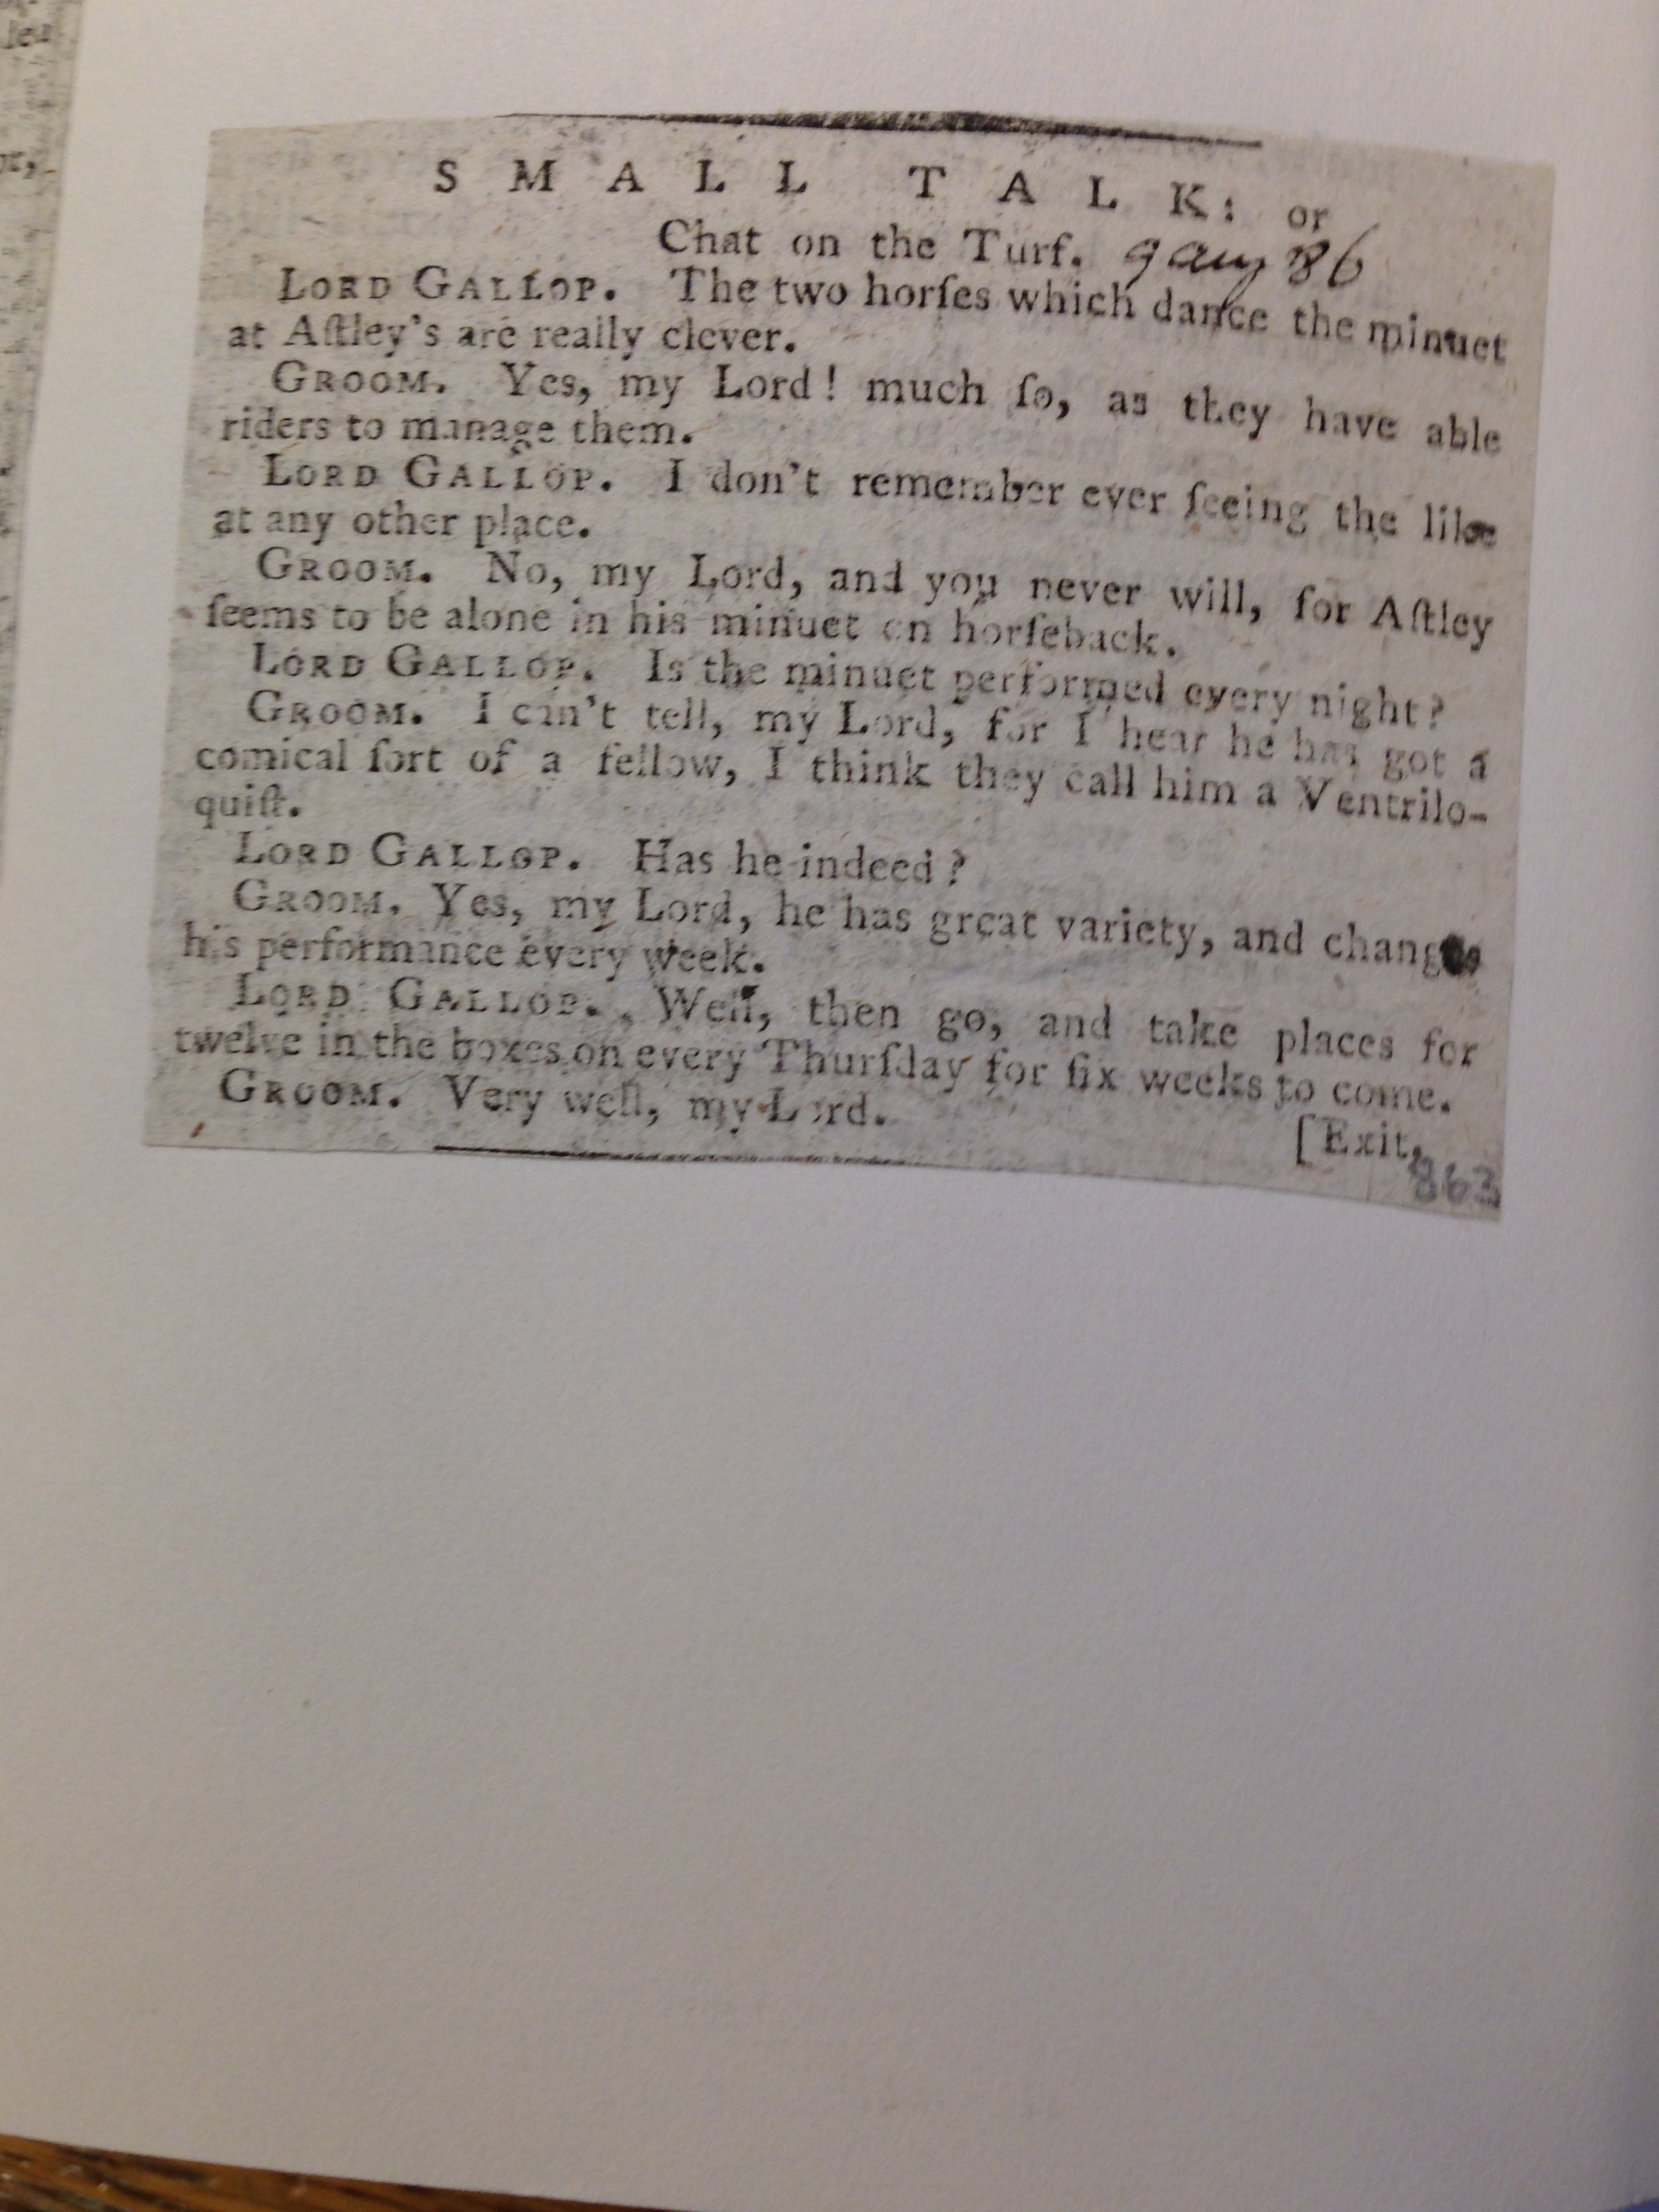 SMALL TALK: or
Chat on the Turf.
LORD GALLOP. The two horſes which dance the minuet
at Aſtley's are really clever.
GROOM. Yes, my Lord! much ſo, as they have able
riders to manage them.
LORD GALLOP. I don't remember ever ſeeing the like
at any other place.
GROOM. No, my Lord, and you never will, for Aſtley
ſeems to be alone in his minuet on horſeback.
LORD GALLOP. Is the minuet performed every night?
GROOM. I can't tell, my Lord, for I hear he has got a
comical ſort of a fellow, I think they call him a Ventrilo-
quiſt.
LORD GALLOP. Has he indeed?
GROOM. Yes, my Lord, he has great variety, and changes
his performance every week.
LORD GALLOP. Well, then go, and take places for
twelve in the boxes on every Thurſday for ſix weeks to come.
GROOM. Very well, my Lord.
[Exit.
863